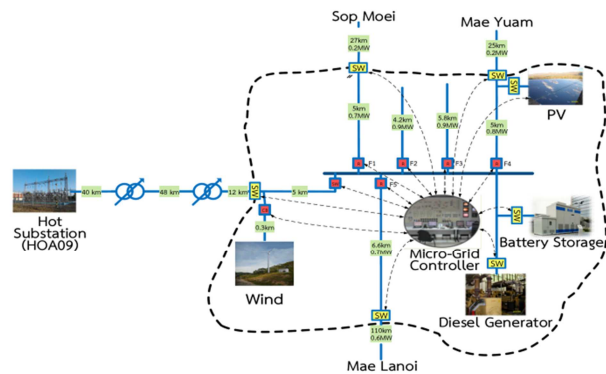 Sop Moei
Mae Yuam
27km
0.2MW
25km
0.2MW
SW
SW
SW
PV
5km
0.7MW
4.2km
0.9MW
5.8km
0.9MW
5km
0.8MW
F1
F2
F3
F4
40 km
48 km
12 km
SW
5 km
F5
Hot
Substation
(HOA09)
0.3km
Wind
6.6km
0.7MW
Micro-Grid
Controller
SW
Battery Storage
SW
Diesel Generator
SW
110km
0.6MW
Mae Lanoi